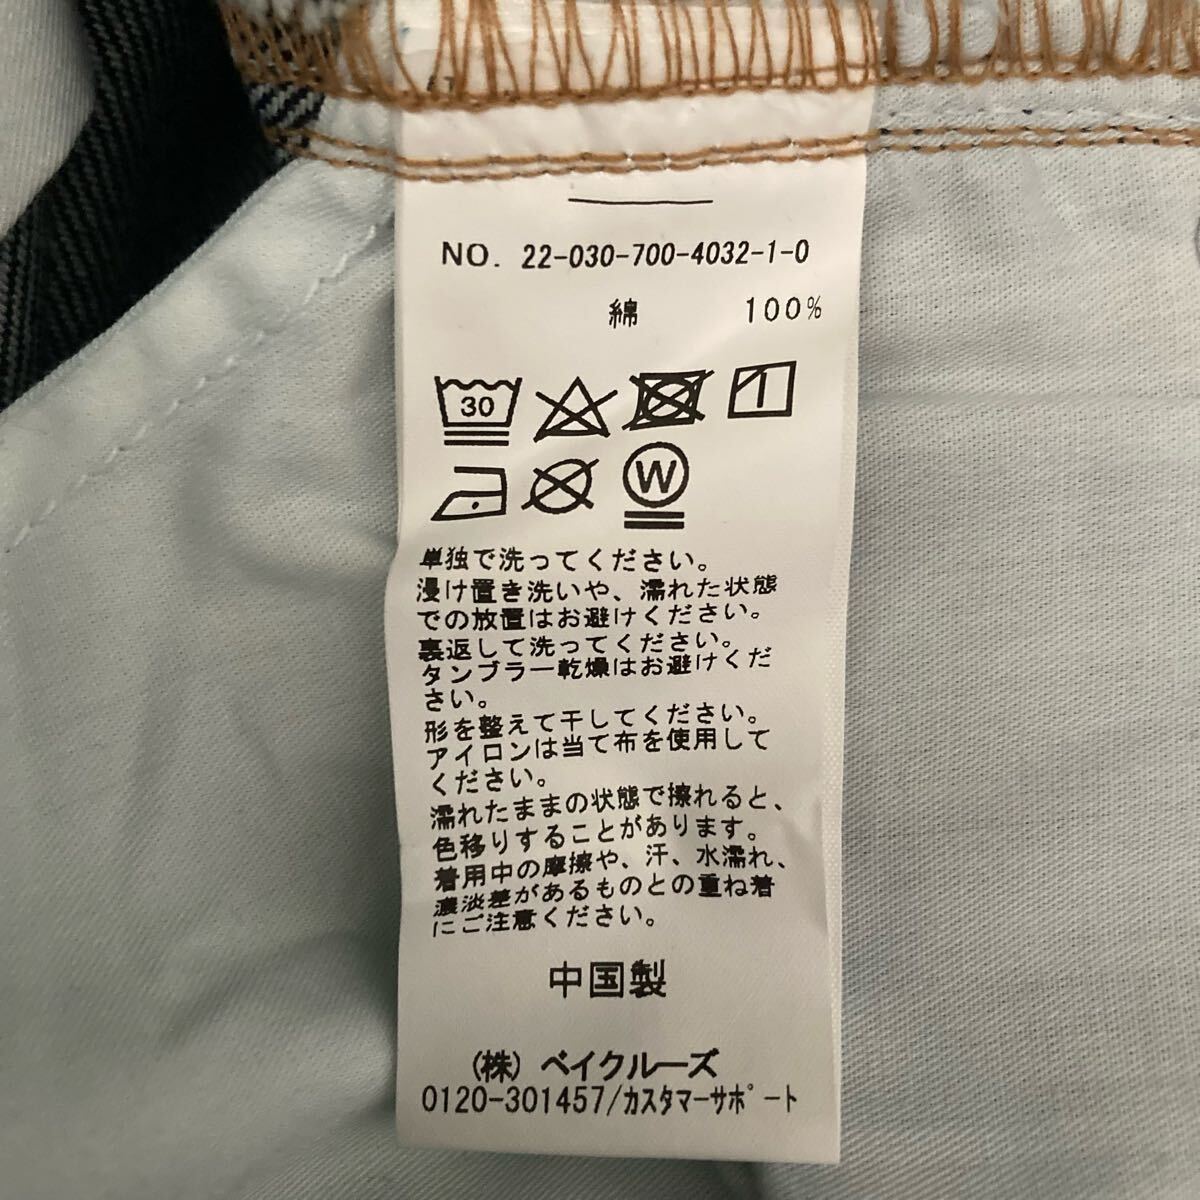 NO. 22-030-700-4032-1-0
綿 100%
30
W
単独で洗ってください。
浸け置き洗いや、濡れた状態
での放置はお避けください。
裏返して洗ってください。
タンブラー乾燥はお避けくだ
さい。
形を整えて干してください。
アイロンは当て布を使用して
ください。
濡れたままの状態で擦れると、
色移りすることがあります。
着用中の摩擦や、汗、水濡れ、
濃淡差があるものとの重ね着
にご注意ください。
中国製
(株) ベイクルーズ
0120-301457/ｶｽﾀﾏｰｻﾎﾟｰﾄ